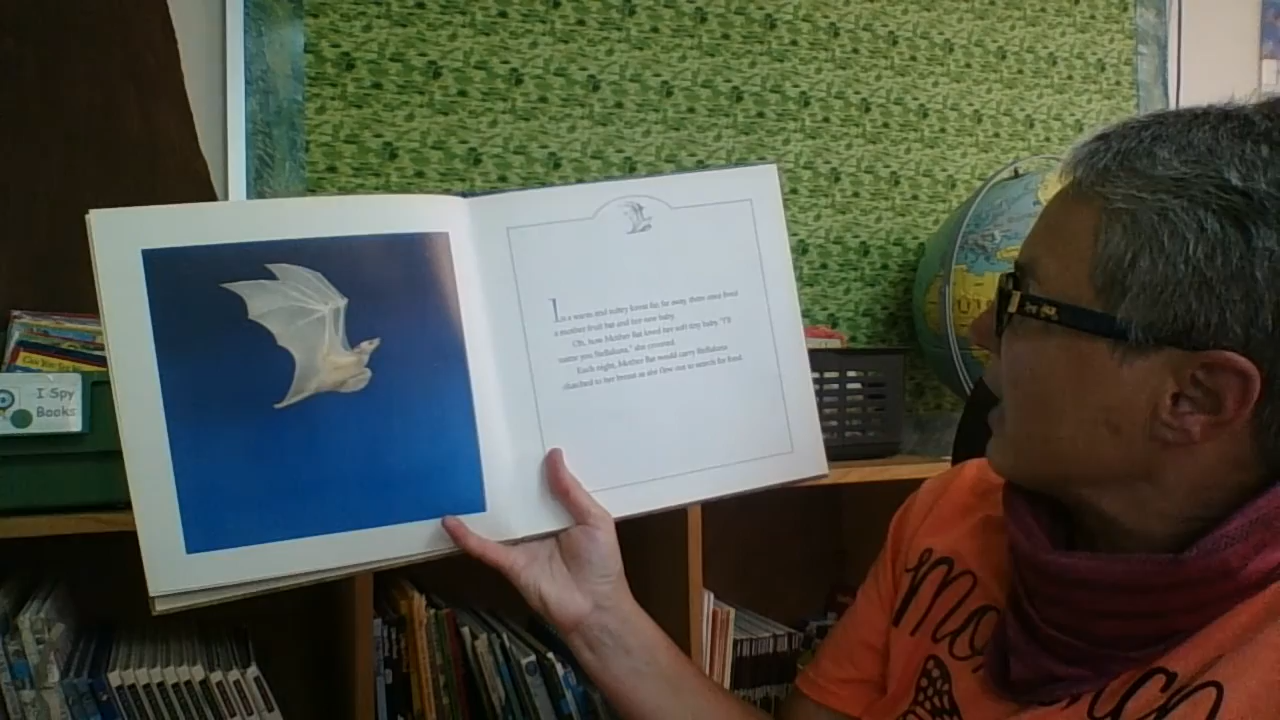 In a warm and sultry forest far, far away, there once lived
a mother fruit bat and her new baby.
Oh, how Mother Bat loved her soft tiny baby. "I'll
name you Stellaluna," she crooned.
Each night, Mother Bat would carry Stellaluna
clutched to her breast as she flew out to search for food.
I Spy
Books